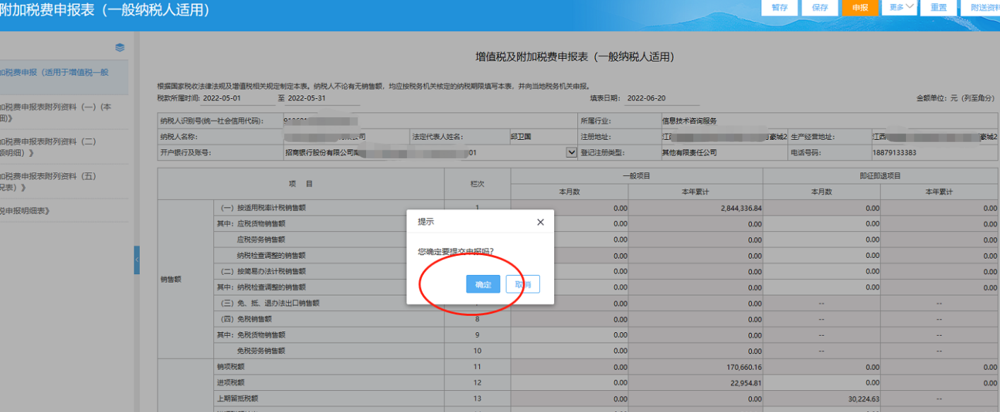 附加税费申报表（一般纳税人适用）
暂存 保存 申报 更多 重置 附送资料
加税费申报（适用于增值税一般
加税费申报表附列资料（一）(本
细)》
加税费申报表附列资料（二）
额明细）》
加税费申报表附列资料（五）
况表）》
税申报明细表》
增值税及附加税费申报表（一般纳税人适用）
根据国家税收法律法规及增值税相关规定制定本表。纳税人不论有无销售额，均应按税务机关核定的纳税期限填写本表，并向当地税务机关申报。
税款所属时间: 2022-05-01 至 2022-05-31 填表日期: 2022-06-20 金额单位：元（列至角分）
纳税人识别号(统一社会信用代码): 所属行业: 信息技术咨询服务
纳税人名称: 公司 法定代表人姓名: 邱卫国 注册地址: 江 豪城2 生产经营地址: 江西 豪城2
开户银行及账号: 招商银行股份有限公司 01 登记注册类型: 其他有限责任公司 电话号码: 18879133383
项 目 栏次 一般项目 即征即退项目
本月数 本年累计 本月数 本年累计
销售额
（一）按适用税率计税销售额 1 0.00 2,844,336.84 0.00 0.00
其中：应税货物销售额 0.00 0.00 0.00 0.00
应税劳务销售额 0.00 0.00 0.00 0.00
纳税检查调整的销售额 0.00 0.00 0.00 0.00
（二）按简易办法计税销售额 0.00 0.00 0.00 0.00
其中：纳税检查调整的销售额 0.00 0.00 0.00 0.00
（三）免、抵、退办法出口销售额 0.00 0.00 -- --
（四）免税销售额 8 0.00 0.00 -- --
其中：免税货物销售额 9 0.00 0.00 -- --
免税劳务销售额 10 0.00 0.00 -- --
销项税额 11 0.00 170,660.16 0.00 0.00
进项税额 12 0.00 22,954.81 0.00 0.00
上期留抵税额 13 0.00 0.00 30,224.63 --
提示
您确定要提交申报吗?
确定 取消